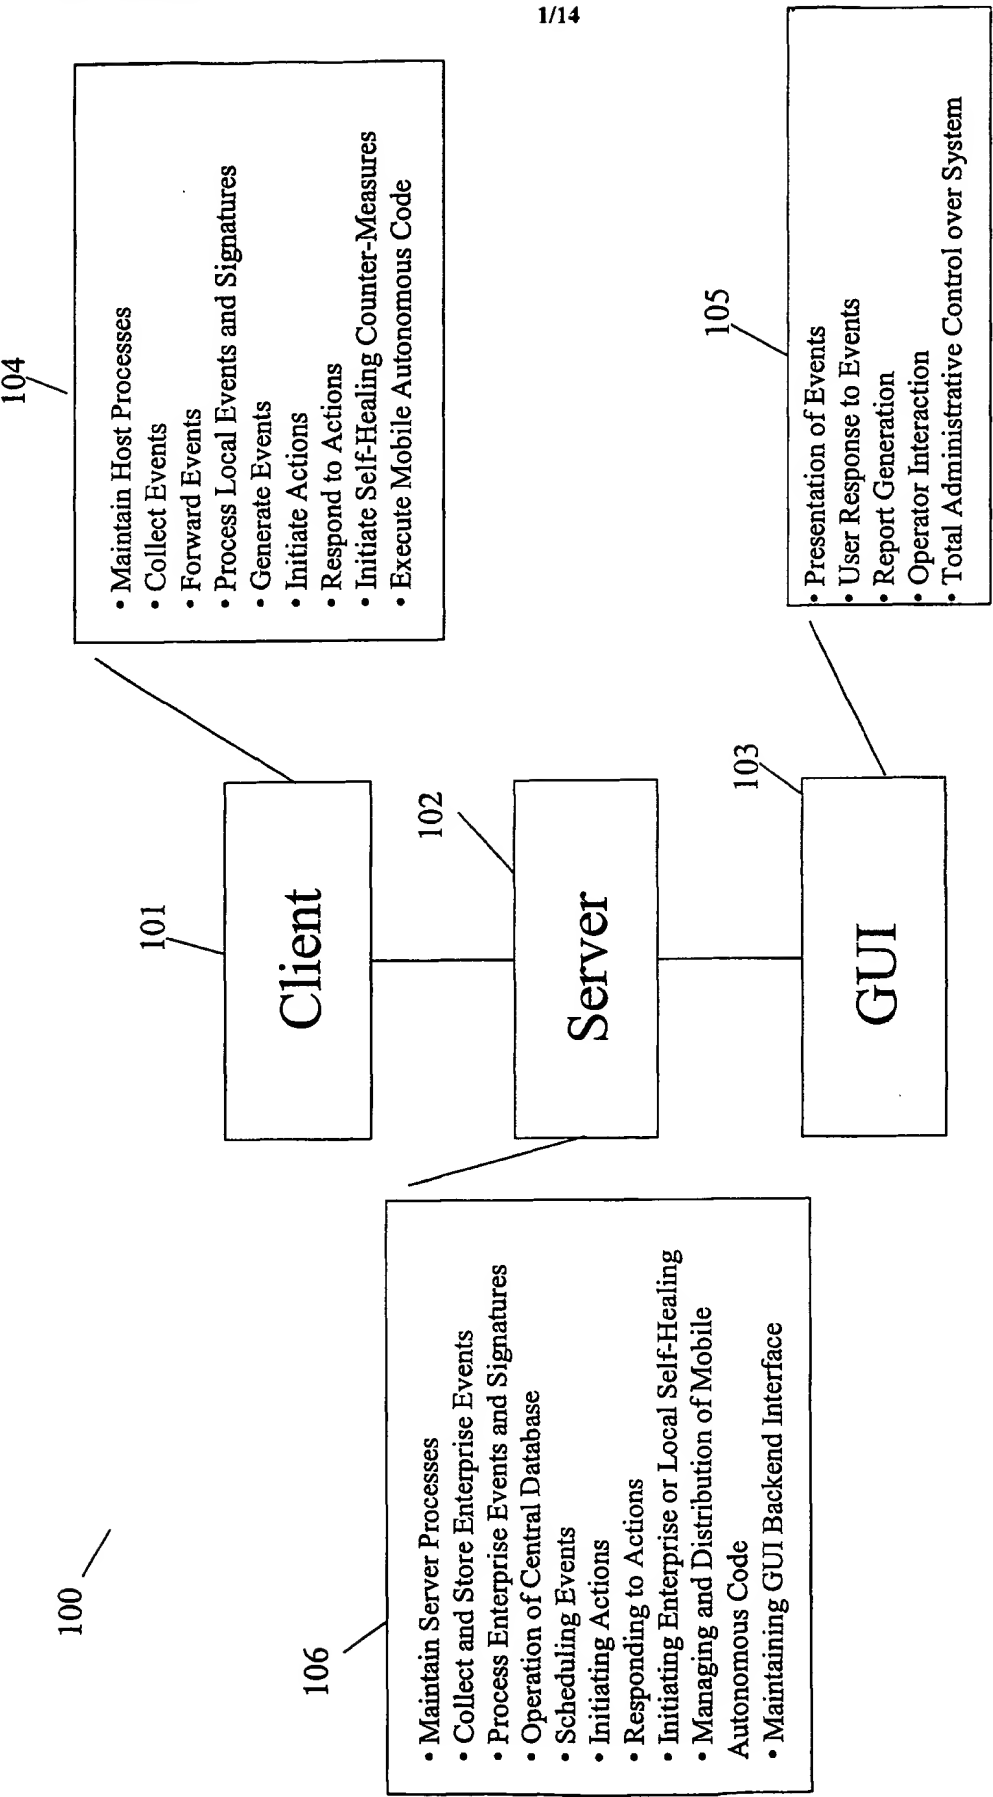 1/14
100
101
Client
102
Server
103
GUI
104
• Maintain Host Processes
• Collect Events
• Forward Events
• Process Local Events and Signatures
• Generate Events
• Initiate Actions
• Respond to Actions
• Initiate Self-Healing Counter-Measures
• Execute Mobile Autonomous Code
105
• Presentation of Events
• User Response to Events
• Report Generation
• Operator Interaction
• Total Administrative Control over System
106
• Maintain Server Processes
• Collect and Store Enterprise Events
• Process Enterprise Events and Signatures
• Operation of Central Database
• Scheduling Events
• Initiating Actions
• Responding to Actions
• Initiating Enterprise or Local Self-Healing
• Managing and Distribution of Mobile
Autonomous Code
• Maintaining GUI Backend Interface